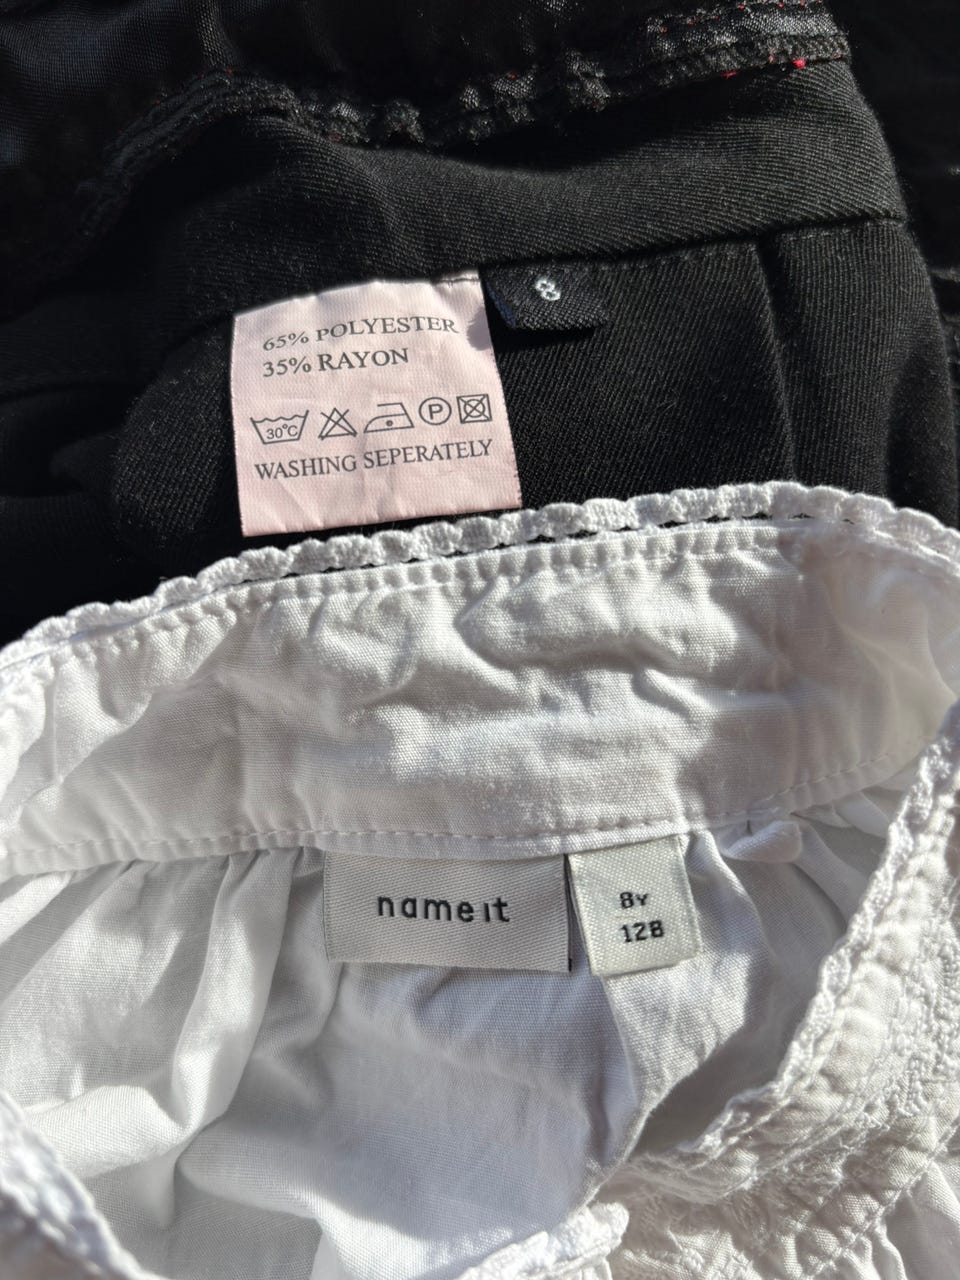 8
65% POLYESTER
35% RAYON
30°C P
WASHING SEPERATELY
name it
8Y
128